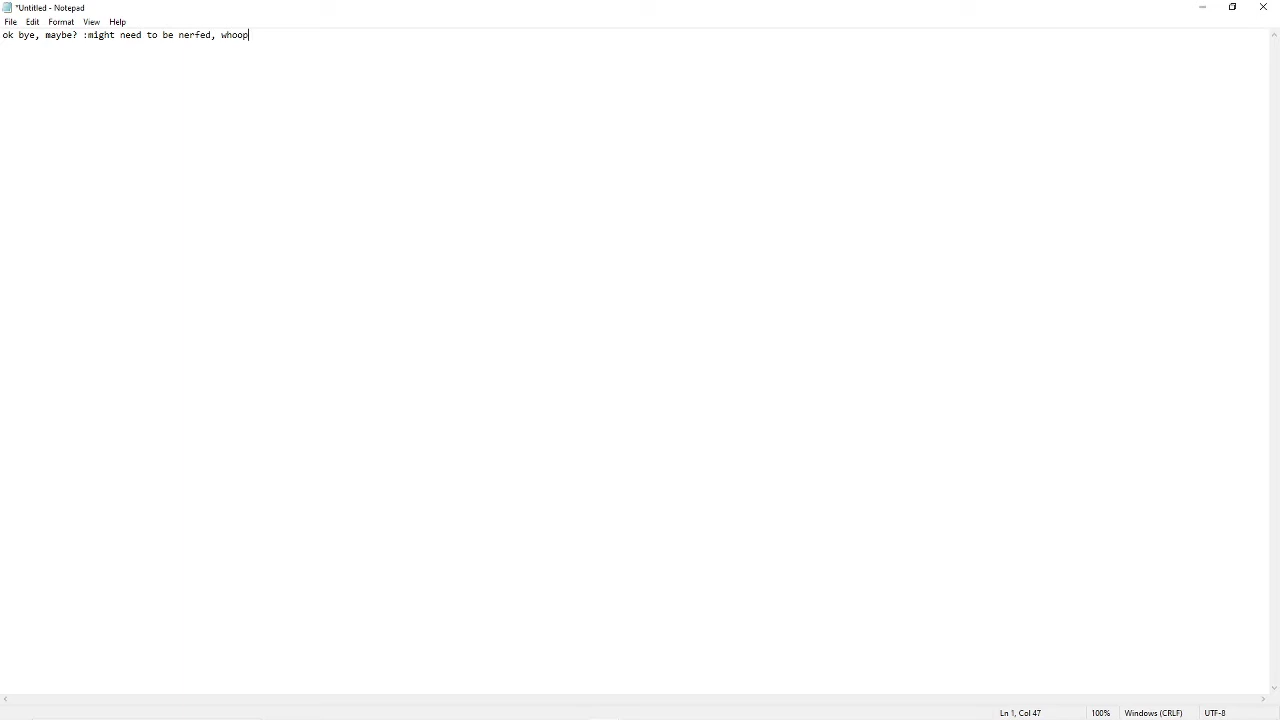 *Untitled - Notepad
File Edit Format View Help
ok bye, maybe? :might need to be nerfed, whoop
Ln 1, Col 47 100% Windows (CRLF) UTF-8